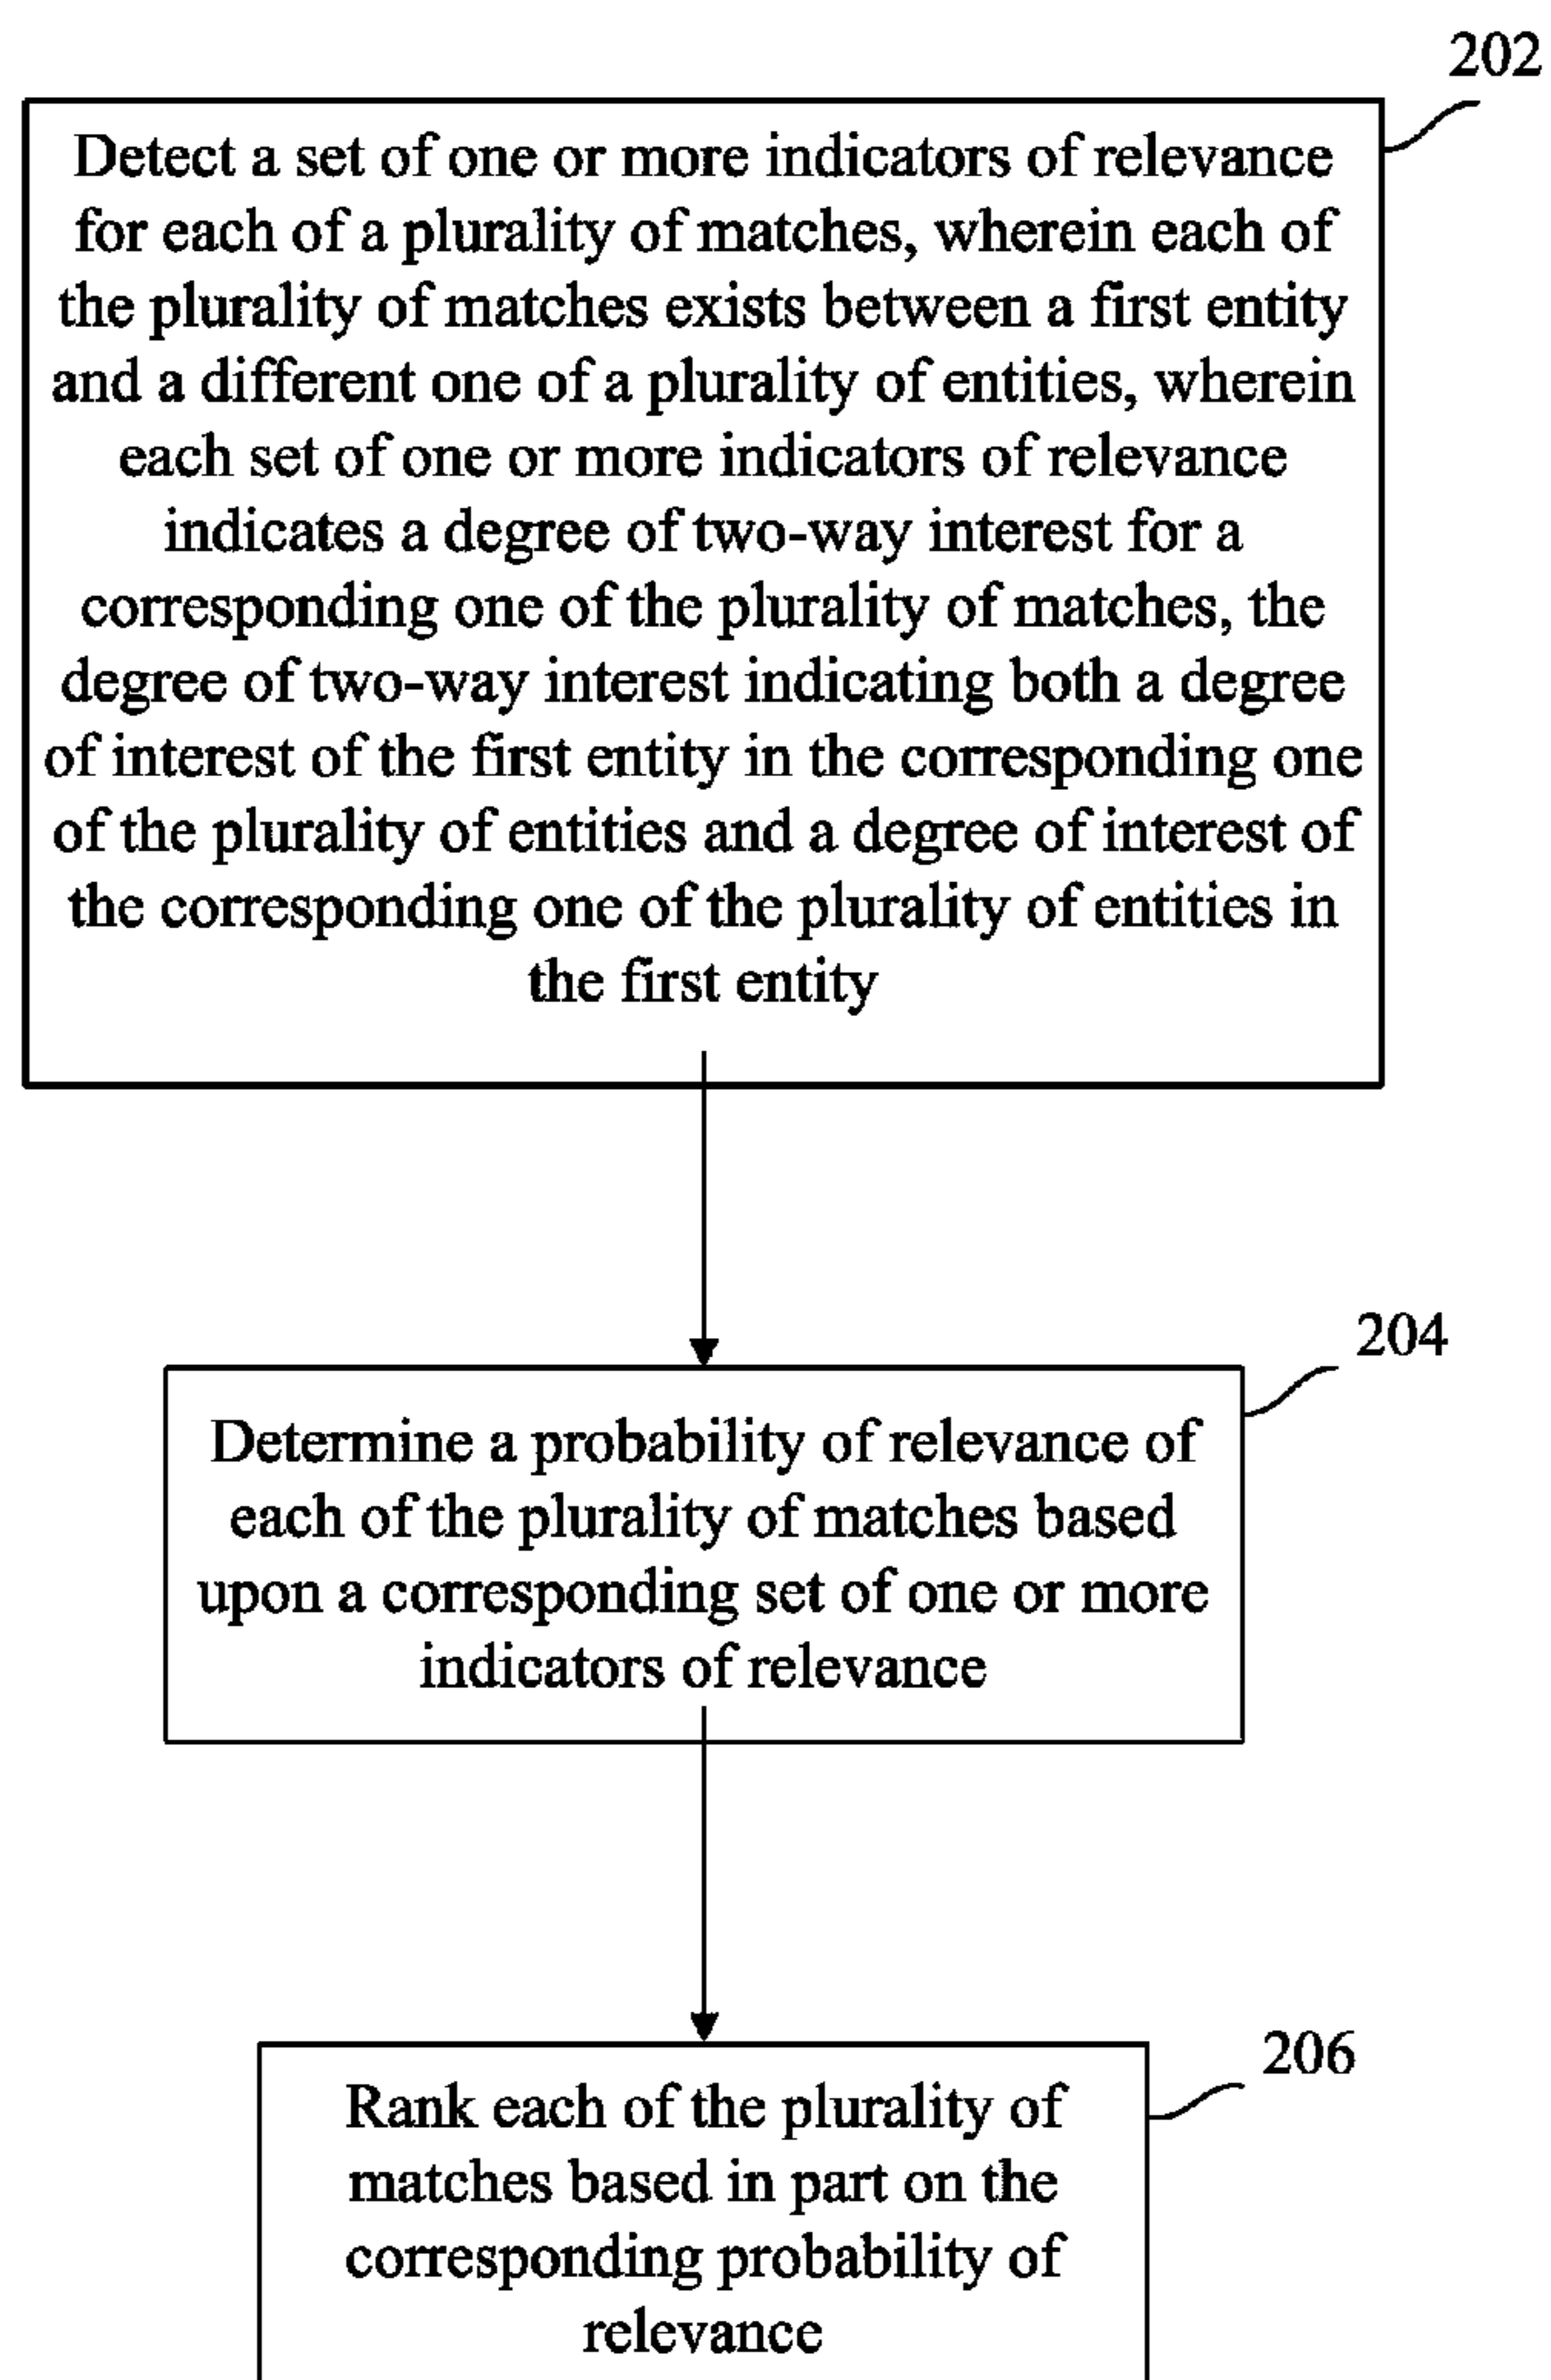 202
Detect a set of one or more indicators of relevance
for each of a plurality of matches, wherein each of
the plurality of matches exists between a first entity
and a different one of a plurality of entities, wherein
each set of one or more indicators of relevance
indicates a degree of two-way interest for a
corresponding one of the plurality of matches, the
degree of two-way interest indicating both a degree
of interest of the first entity in the corresponding one
of the plurality of entities and a degree of interest of
the corresponding one of the plurality of entities in
the first entity
204
Determine a probability of relevance of
each of the plurality of matches based
upon a corresponding set of one or more
indicators of relevance
206
Rank each of the plurality of
matches based in part on the
corresponding probability of
relevance